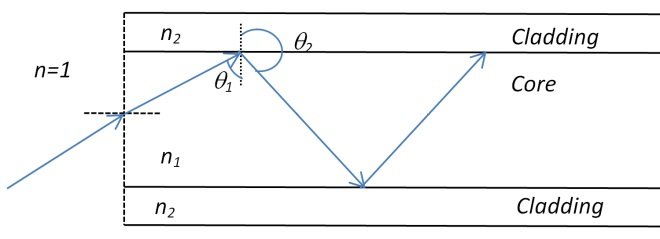 n₂
Cladding
θ₂
n=1
θ₁
Core
n₁
n₂
Cladding